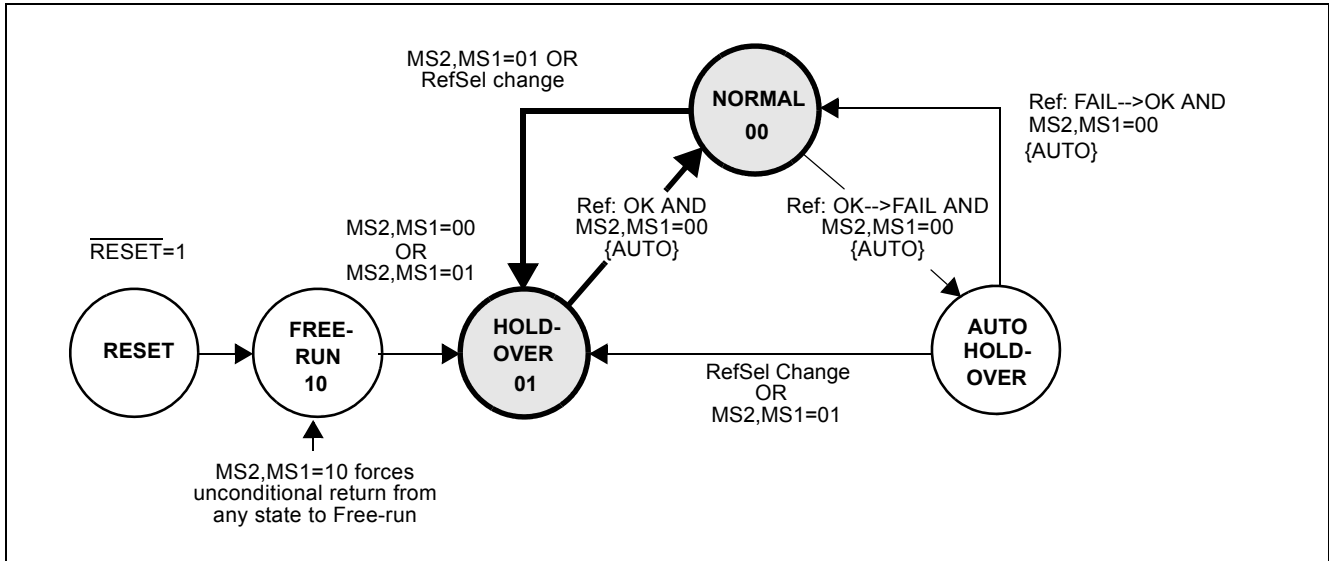 MS2,MS1=01 OR
RefSel change
NORMAL
00
Ref: FAIL-->OK AND
MS2,MS1=00
{AUTO}
Ref: OK AND
MS2,MS1=00
{AUTO}
Ref: OK-->FAIL AND
MS2,MS1=00
{AUTO}
MS2,MS1=00
OR
MS2,MS1=01
RESET=1
RESET
FREE-
RUN
10
HOLD-
OVER
01
AUTO
HOLD-
OVER
RefSel Change
OR
MS2,MS1=01
MS2,MS1=10 forces
unconditional return from
any state to Free-run